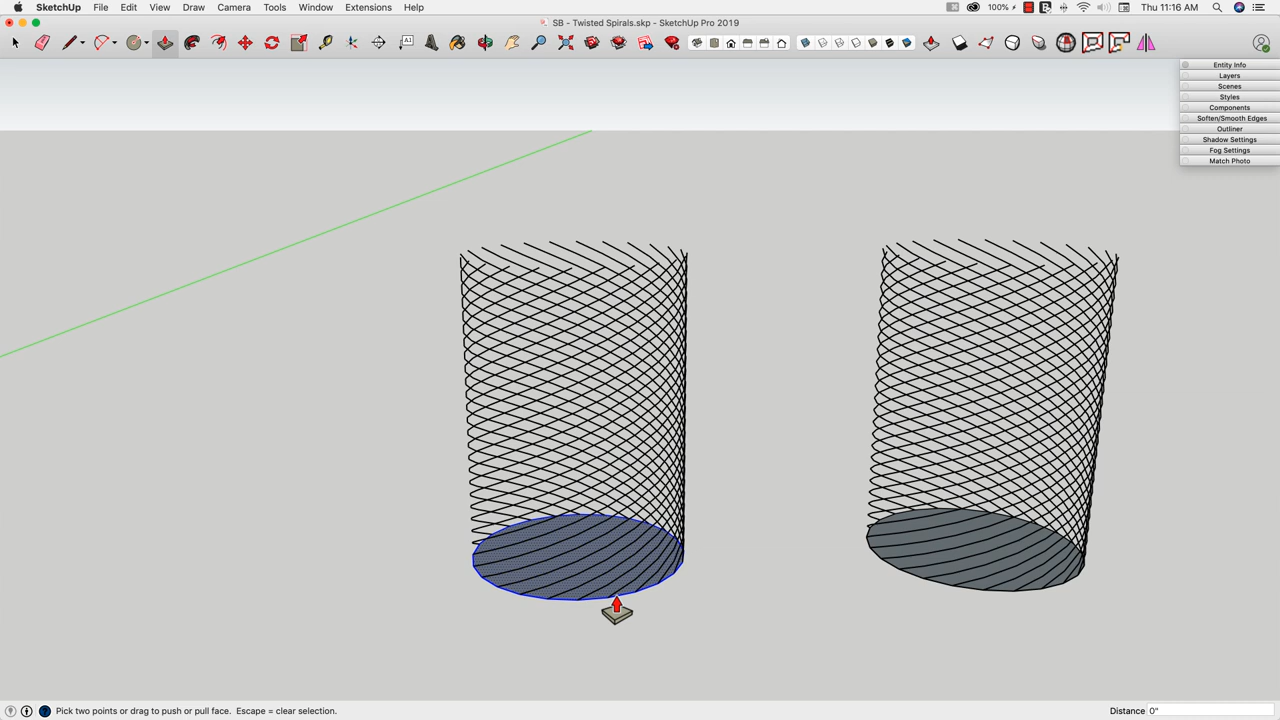 SketchUp File Edit View Draw Camera Tools Window Extensions Help 100% Thu 11:16 AM
SB - Twisted Spirals.skp - SketchUp Pro 2019
A1
Entity Info
Layers
Scenes
Styles
Components
Soften/Smooth Edges
Outliner
Shadow Settings
Fog Settings
Match Photo
Pick two points or drag to push or pull face. Escape = clear selection. Distance 0"